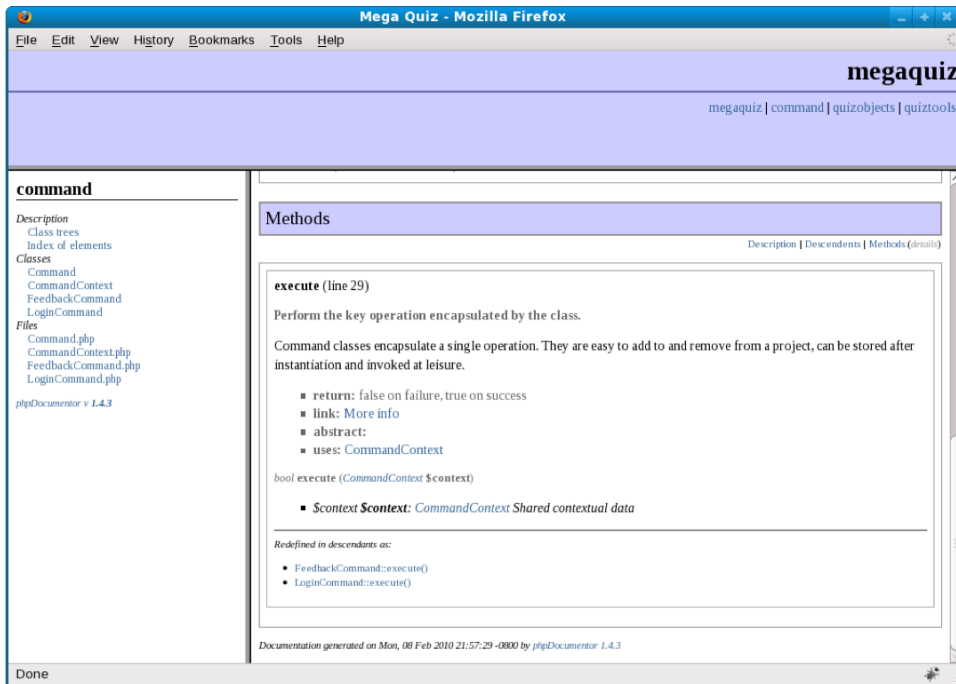 Mega Quiz - Mozilla Firefox
File Edit View History Bookmarks Tools Help
megaquiz
megaquiz | command | quizobjects | quiztools
command
Description
Class trees
Index of elements
Classes
Command
CommandContext
FeedbackCommand
LoginCommand
Files
Command.php
CommandContext.php
FeedbackCommand.php
LoginCommand.php
phpDocumentor v 1.4.3
Methods
Description | Descendents | Methods (details)
execute (line 29)
Perform the key operation encapsulated by the class.
Command classes encapsulate a single operation. They are easy to add to and remove from a project, can be stored after
instantiation and invoked at leisure.
return: false on failure, true on success
link: More info
abstract:
uses: CommandContext
bool execute (CommandContext $context)
$context $context: CommandContext Shared contextual data
Redefined in descendants as:
FeedbackCommand::execute()
LoginCommand::execute()
Documentation generated on Mon, 08 Feb 2010 21:57:29 -0800 by phpDocumentor 1.4.3
Done